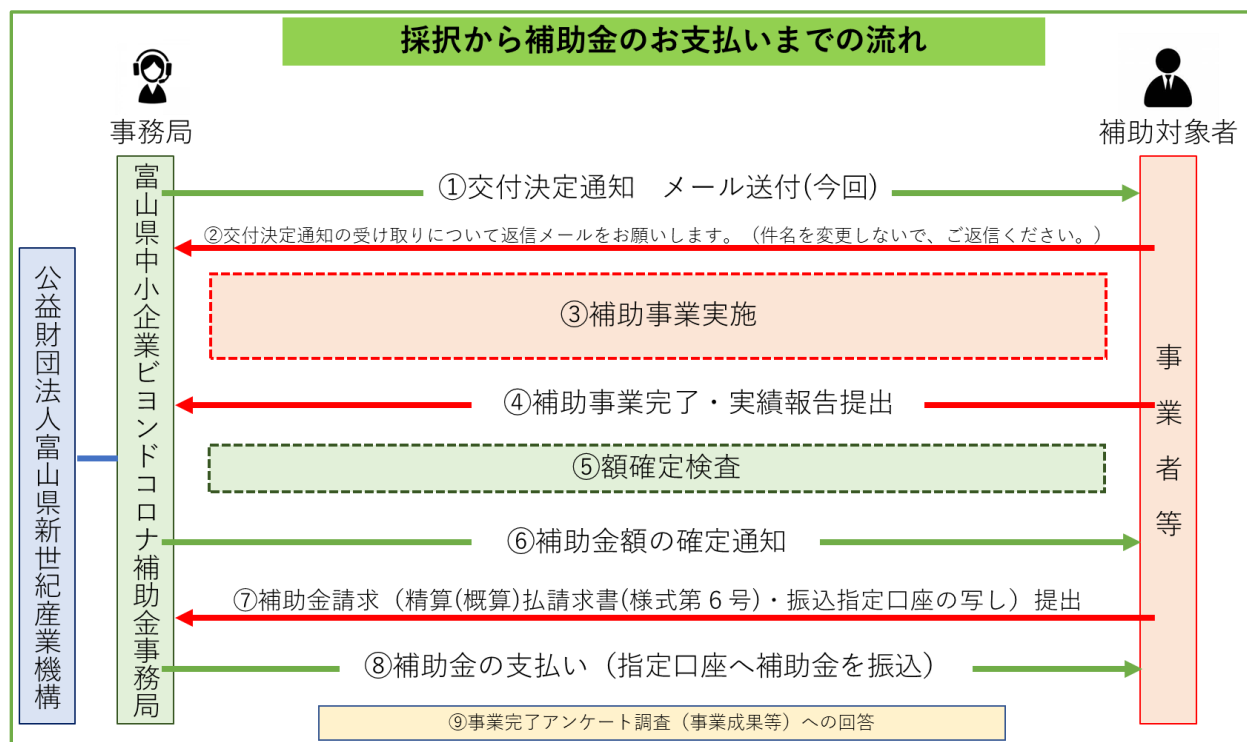 採択から補助金のお支払いまでの流れ
事務局
補助対象者
公益財団法人富山県新世紀産業機構
富山県中小企業ビヨンドコロナ補助金事務局
事業者等
①交付決定通知　メール送付(今回)
②交付決定通知の受け取りについて返信メールをお願いします。（件名を変更しないで、ご返信ください。）
③補助事業実施
④補助事業完了・実績報告提出
⑤額確定検査
⑥補助金額の確定通知
⑦補助金請求（精算(概算)払請求書(様式第６号)・振込指定口座の写し）提出
⑧補助金の支払い（指定口座へ補助金を振込）
⑨事業完了アンケート調査（事業成果等）への回答